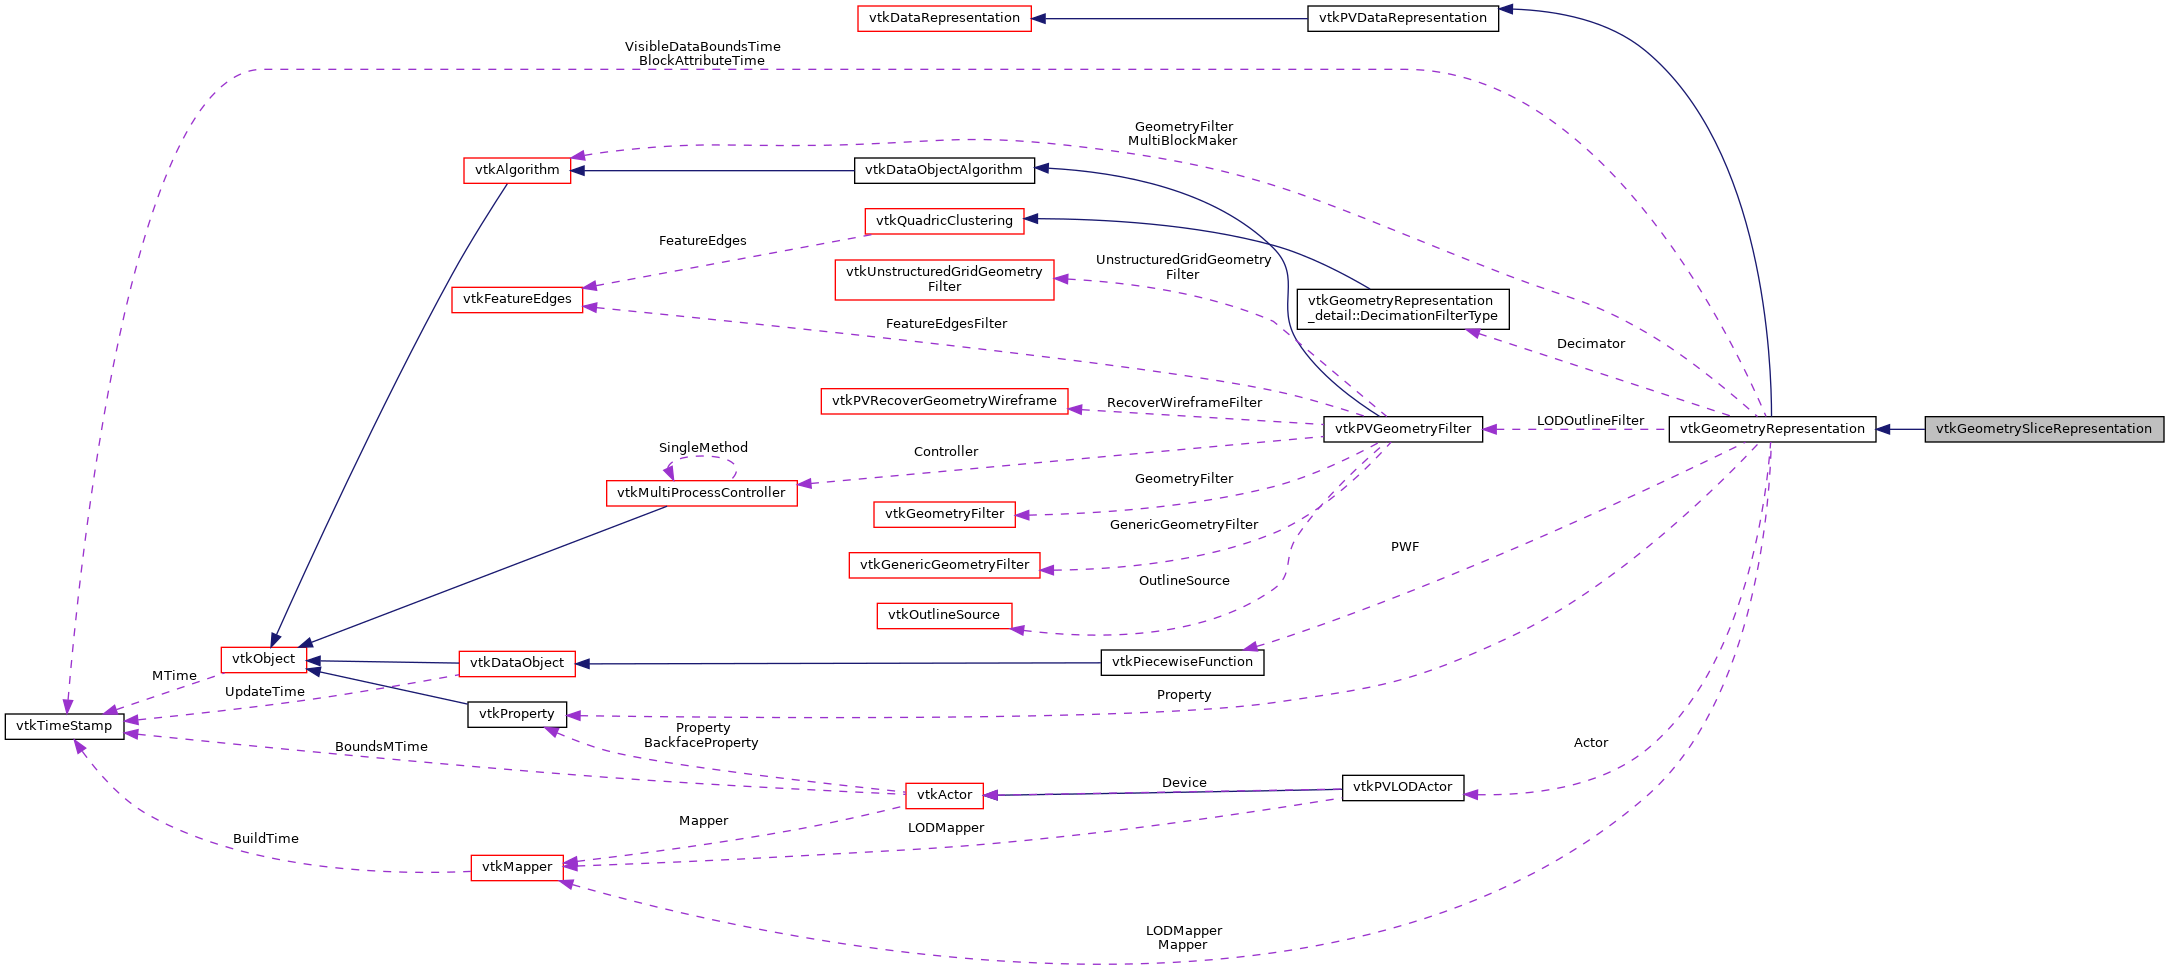 vtkDataRepresentation
vtkPVDataRepresentation
VisibleDataBoundsTime
BlockAttributeTime
GeometryFilter
MultiBlockMaker
vtkAlgorithm
vtkDataObjectAlgorithm
vtkQuadricClustering
FeatureEdges
UnstructuredGridGeometry
Filter
vtkUnstructuredGridGeometry
Filter
vtkFeatureEdges
vtkGeometryRepresentation
_detail::DecimationFilterType
FeatureEdgesFilter
Decimator
vtkPVRecoverGeometryWireframe
RecoverWireframeFilter
LODOutlineFilter
vtkPVGeometryFilter
vtkGeometryRepresentation
vtkGeometrySliceRepresentation
SingleMethod
Controller
GeometryFilter
vtkMultiProcessController
vtkGeometryFilter
GenericGeometryFilter
PWF
vtkGenericGeometryFilter
OutlineSource
vtkOutlineSource
vtkObject
vtkDataObject
vtkPiecewiseFunction
MTime
UpdateTime
Property
vtkProperty
vtkTimeStamp
Property
BackfaceProperty
BoundsMTime
Actor
Device
vtkPVLODActor
vtkActor
Mapper
LODMapper
BuildTime
vtkMapper
LODMapper
Mapper